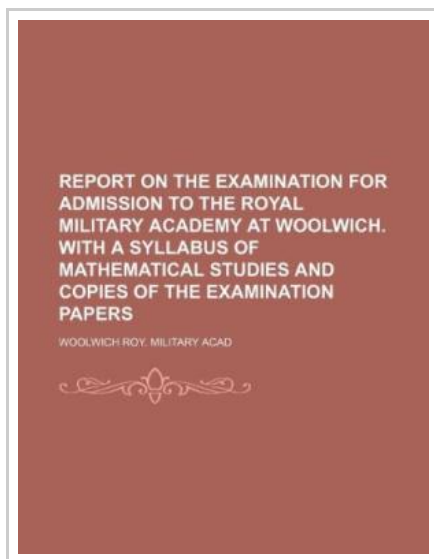 REPORT ON THE EXAMINATION FOR
ADMISSION TO THE ROYAL
MILITARY ACADEMY AT WOOLWICH.
WITH A SYLLABUS OF
MATHEMATICAL STUDIES AND
COPIES OF THE EXAMINATION
PAPERS
WOOLWICH ROY. MILITARY ACAD